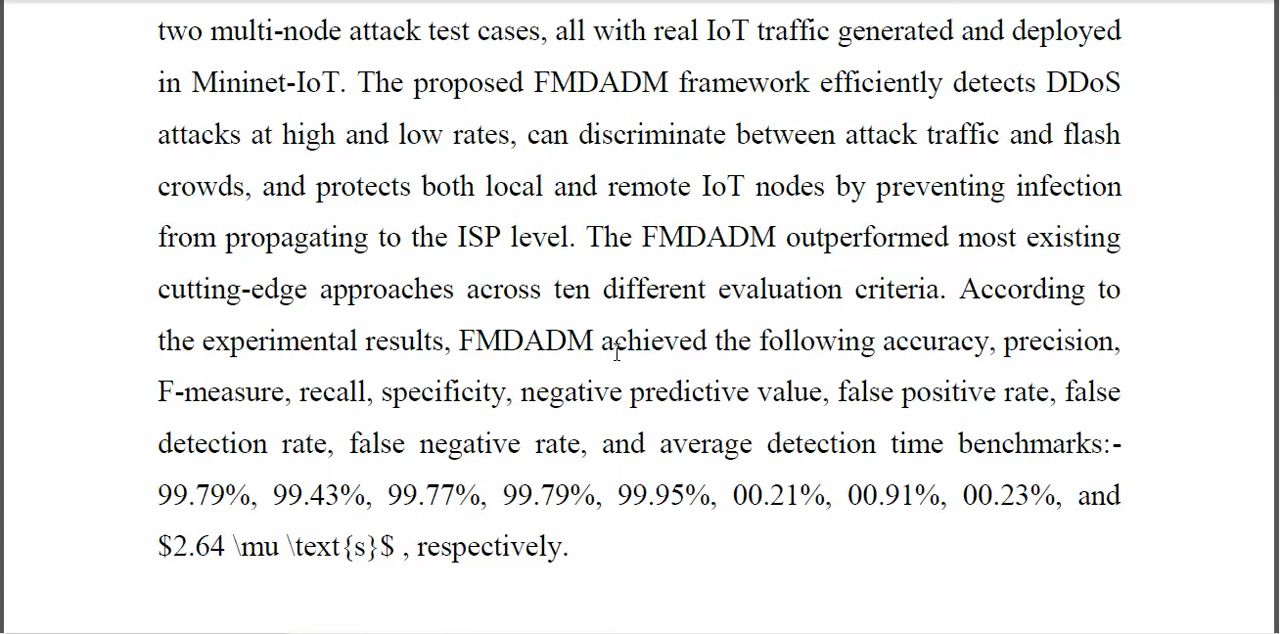 two multi-node attack test cases, all with real IoT traffic generated and deployed
in Mininet-IoT. The proposed FMDADM framework efficiently detects DDoS
attacks at high and low rates, can discriminate between attack traffic and flash
crowds, and protects both local and remote IoT nodes by preventing infection
from propagating to the ISP level. The FMDADM outperformed most existing
cutting-edge approaches across ten different evaluation criteria. According to
the experimental results, FMDADM achieved the following accuracy, precision,
F-measure, recall, specificity, negative predictive value, false positive rate, false
detection rate, false negative rate, and average detection time benchmarks:-
99.79%, 99.43%, 99.77%, 99.79%, 99.95%, 00.21%, 00.91%, 00.23%, and
$2.64 \mu \text{s}$ , respectively.